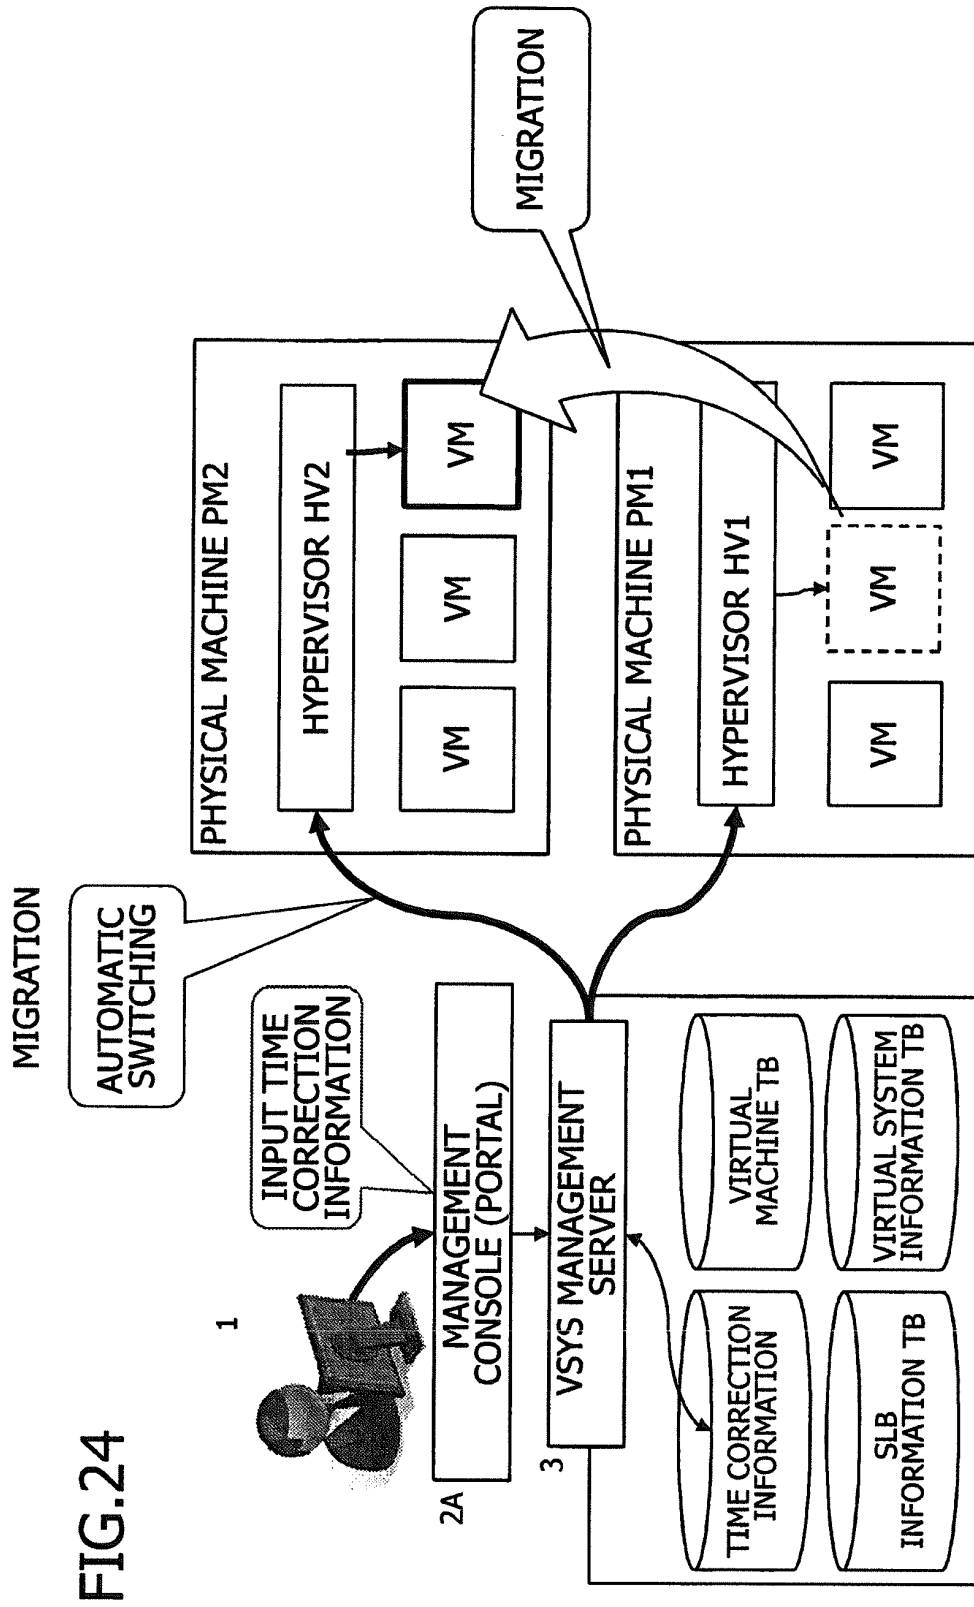 FIG.24
MIGRATION
1
AUTOMATIC
SWITCHING
INPUT TIME
CORRECTION
INFORMATION
2A
MANAGEMENT
CONSOLE (PORTAL)
3
VSYS MANAGEMENT
SERVER
TIME CORRECTION
INFORMATION
VIRTUAL
MACHINE TB
SLB
INFORMATION TB
VIRTUAL SYSTEM
INFORMATION TB
PHYSICAL MACHINE PM2
HYPERVISOR HV2
VM
VM
VM
PHYSICAL MACHINE PM1
HYPERVISOR HV1
VM
VM
VM
MIGRATION